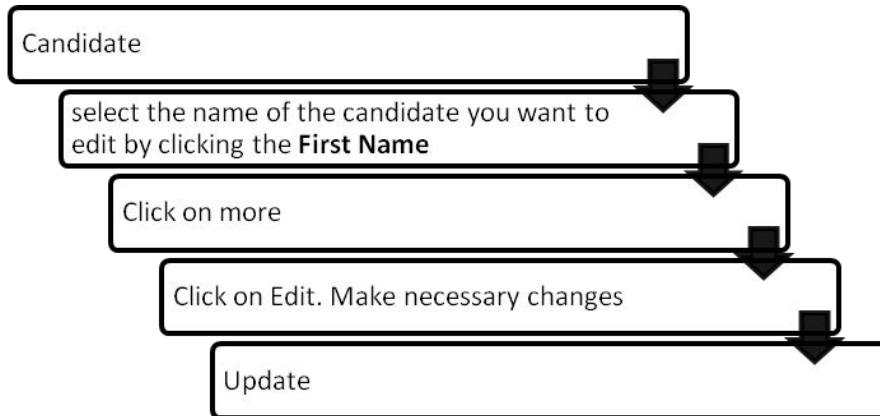 Candidate
select the name of the candidate you want to
edit by clicking the First Name
Click on more
Click on Edit. Make necessary changes
Update